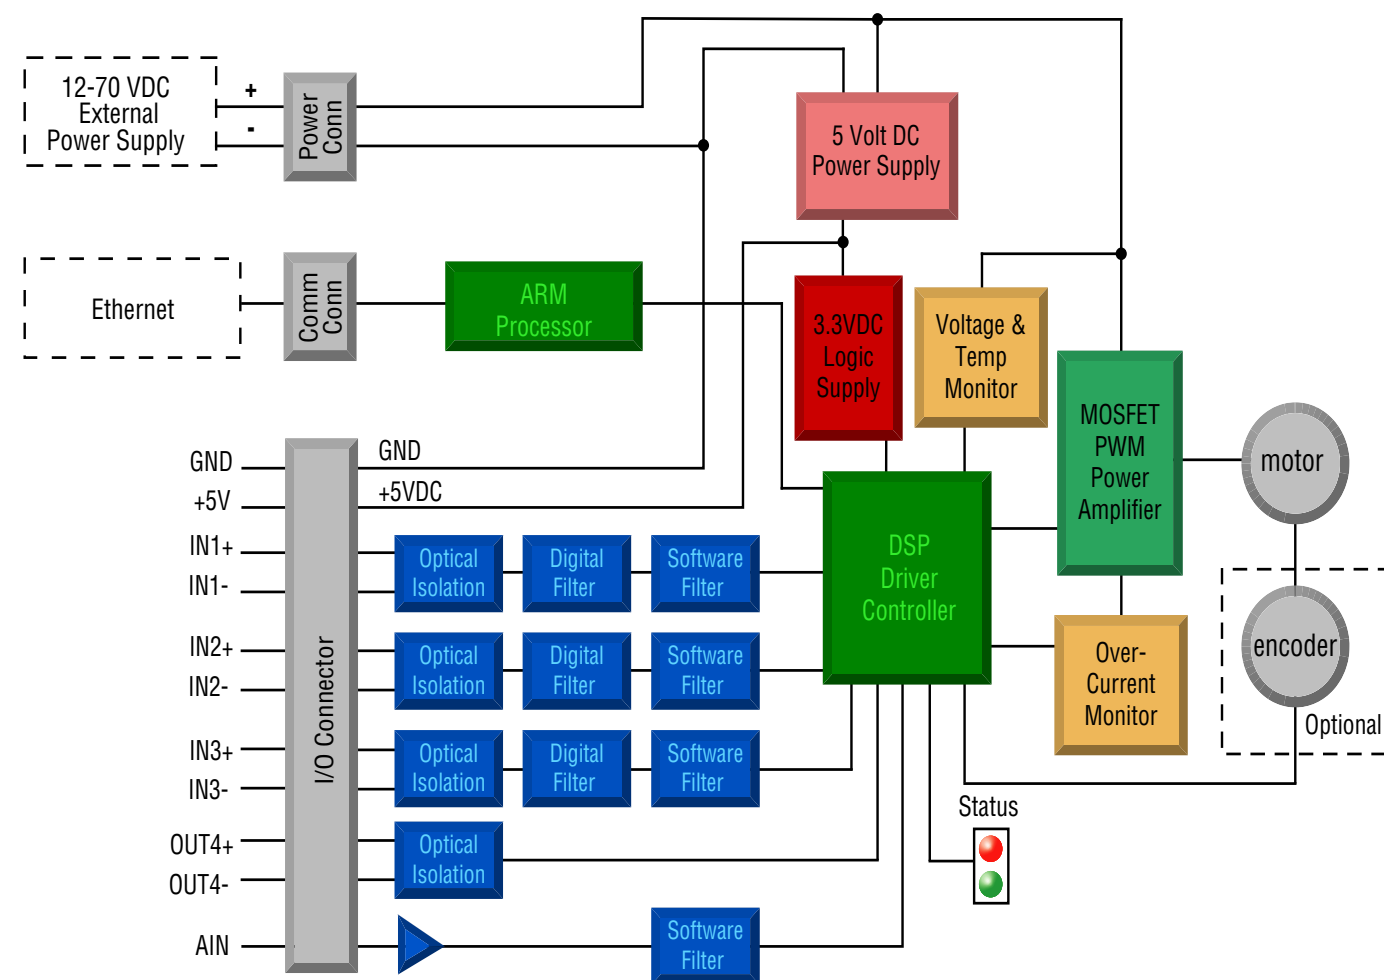 12-70 VDC
External
Power Supply
+
-
Power
Conn
5 Volt DC
Power Supply
Ethernet
Comm
Conn
ARM
Processor
3.3VDC
Logic
Supply
Voltage &
Temp
Monitor
MOSFET
PWM
Power
Amplifier
motor
encoder
Optional
Over-
Current
Monitor
DSP
Driver
Controller
Status
I/O Connector
GND
GND
+5V
+5VDC
IN1+
IN1-
Optical
Isolation
Digital
Filter
Software
Filter
IN2+
IN2-
Optical
Isolation
Digital
Filter
Software
Filter
IN3+
IN3-
Optical
Isolation
Digital
Filter
Software
Filter
OUT4+
OUT4-
Optical
Isolation
AIN
Software
Filter